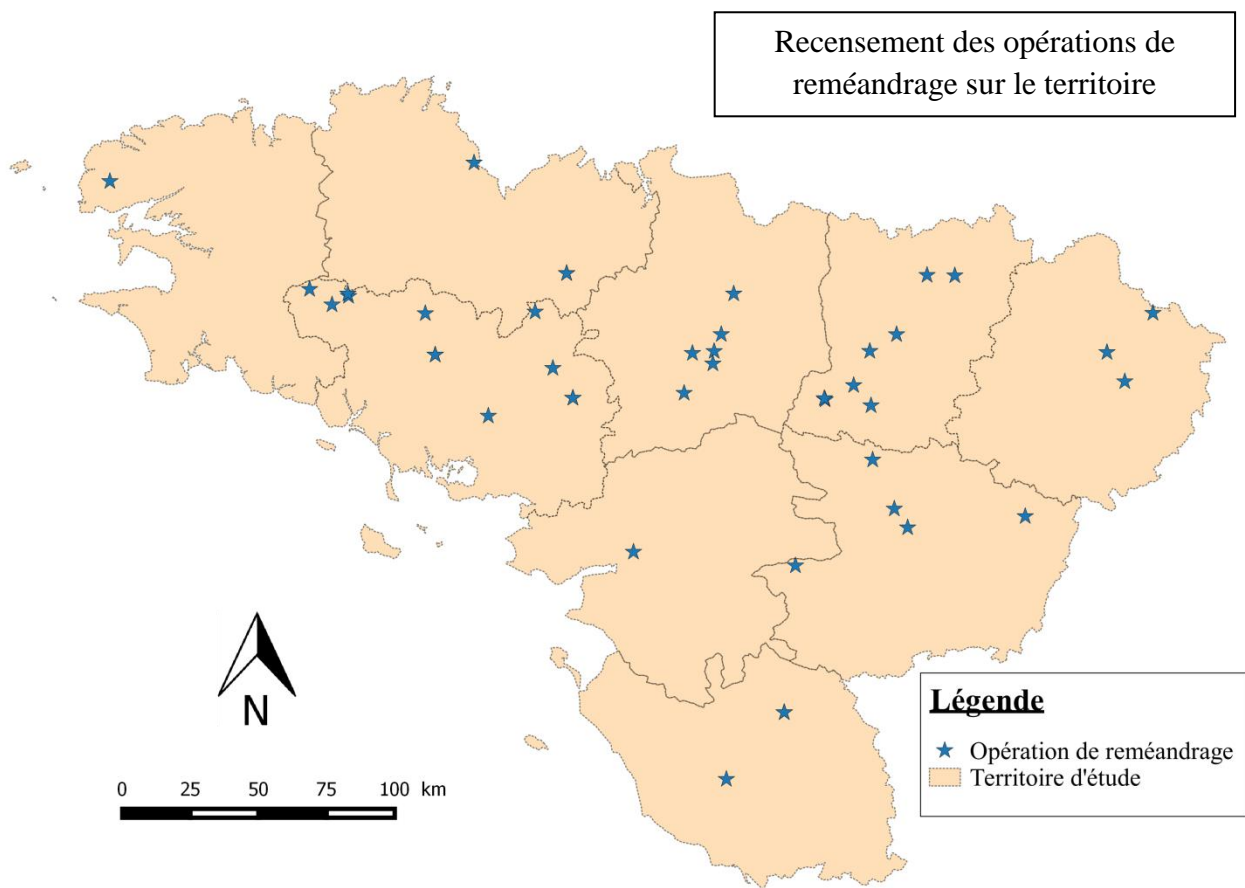 Recensement des opérations de
reméandrage sur le territoire
N
0 25 50 75 100 km
Légende
Opération de reméandrage
Territoire d'étude